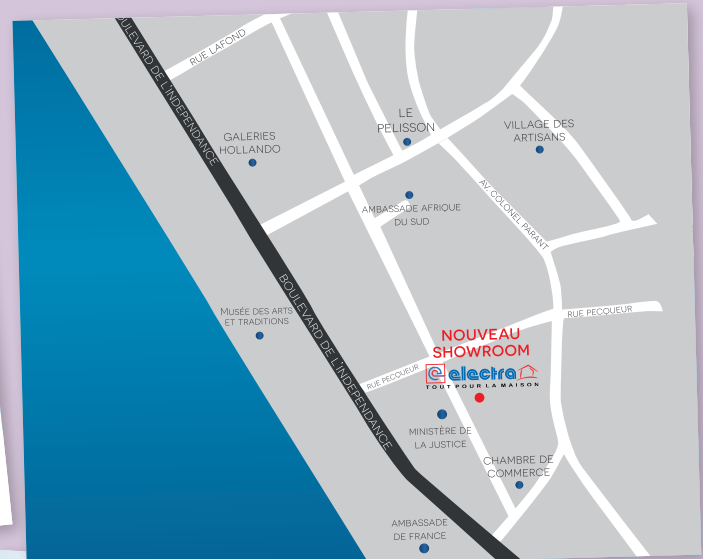 BOULEVARD DE L'INDEPENDANCE
RUE LAFOND
GALERIES
HOLLANDO
LE
PELISSON
VILLAGE DES
ARTISANS
AMBASSADE AFRIQUE
DU SUD
AV. COLONEL PARANT
MUSÉE DES ARTS
ET TRADITIONS
BOULEVARD DE L'INDEPENDANCE
RUE PECQUEUR
NOUVEAU
SHOWROOM
e electra
TOUT POUR LA MAISON
RUE PECQUEUR
MINISTÈRE DE
LA JUSTICE
CHAMBRE DE
COMMERCE
AMBASSADE
DE FRANCE